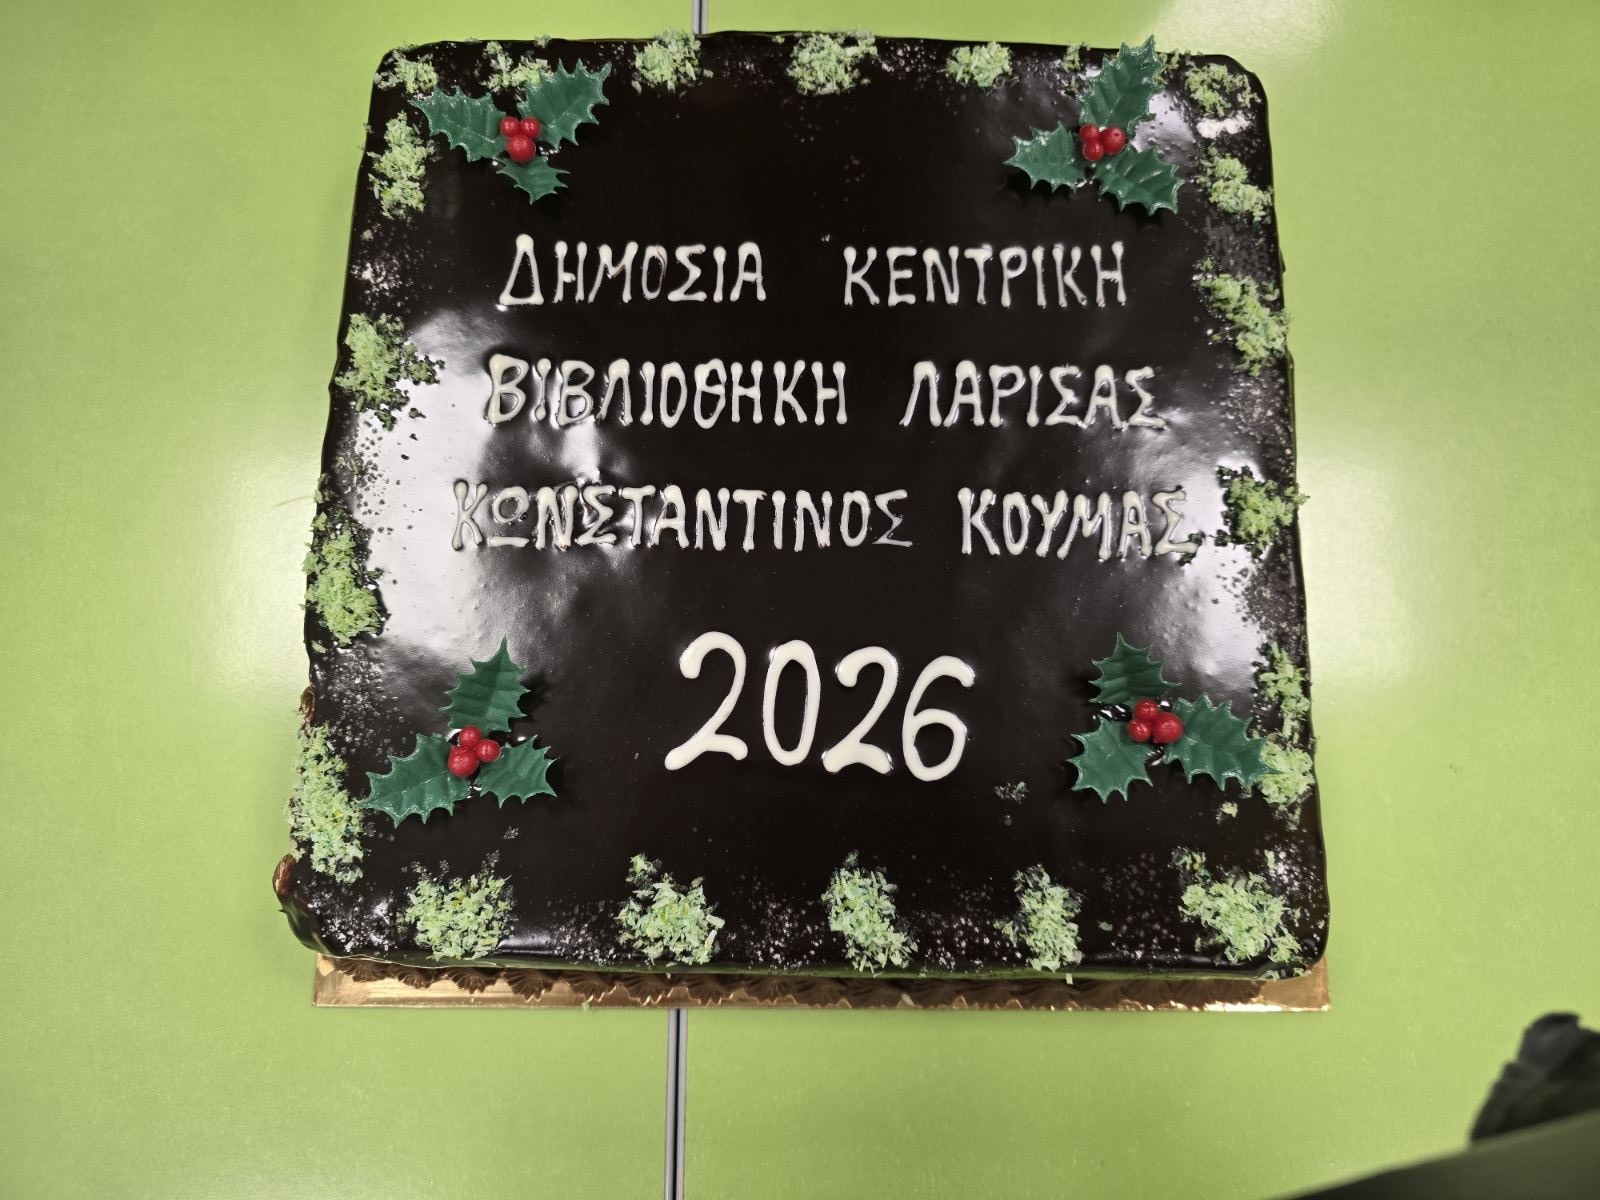 ΔΗΜΟΣΙΑ ΚΕΝΤΡΙΚΗ
ΒΙΒΛΙΟΘΗΚΗ ΛΑΡΙΣΑΣ
ΚΩΝΣΤΑΝΤΙΝΟΣ ΚΟΥΜΑΣ
2026